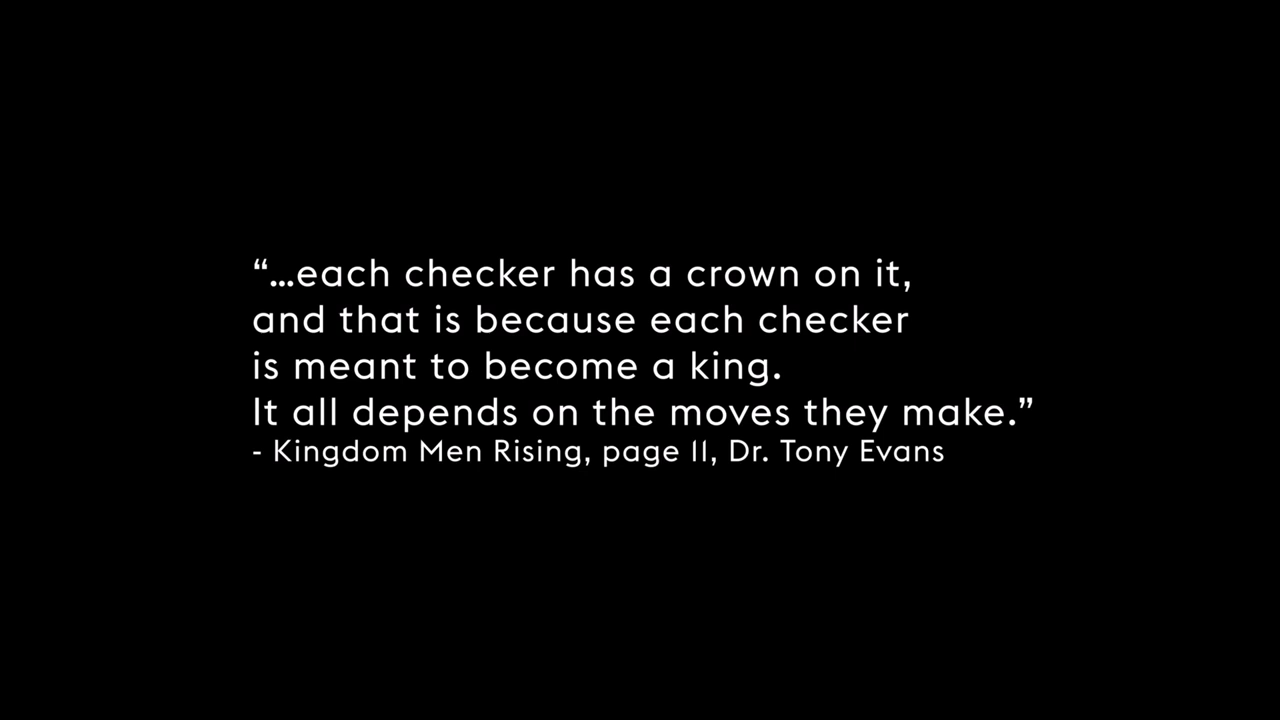 “…each checker has a crown on it,
and that is because each checker
is meant to become a king.
It all depends on the moves they make.”
- Kingdom Men Rising, page 11, Dr. Tony Evans